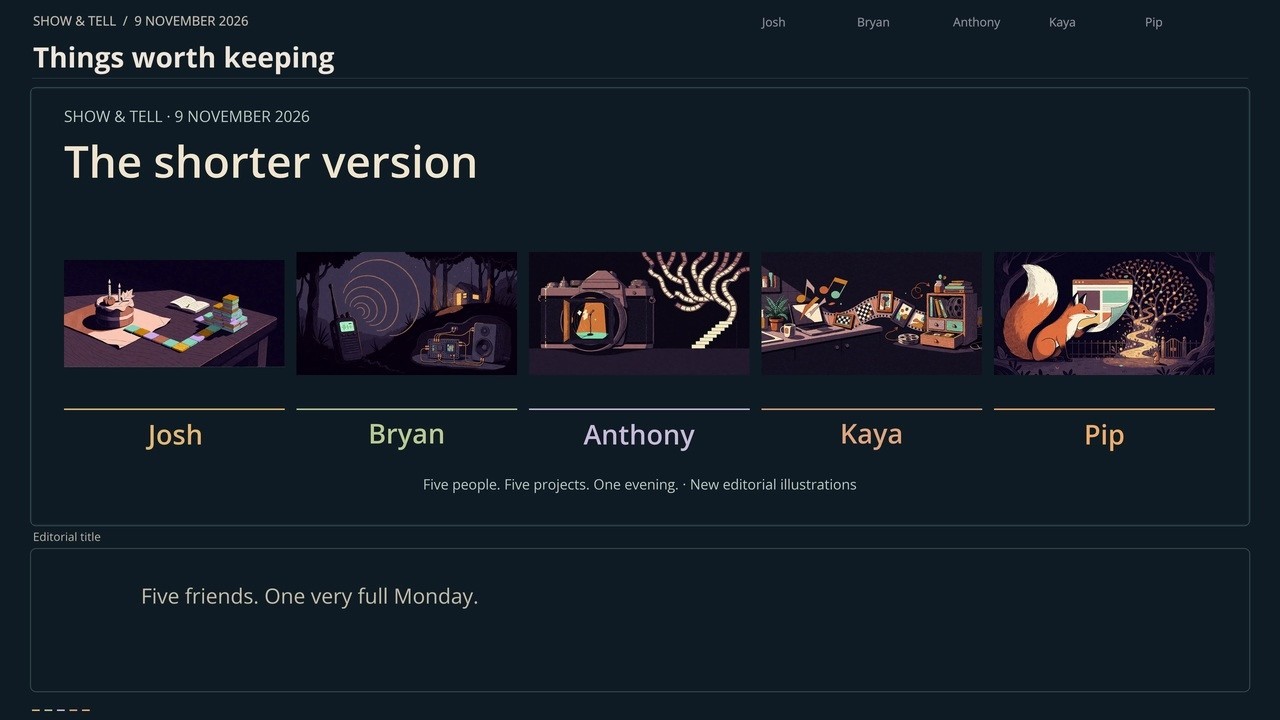 SHOW & TELL / 9 NOVEMBER 2026
Josh Bryan Anthony Kaya Pip
Things worth keeping
SHOW & TELL · 9 NOVEMBER 2026
The shorter version
Josh Bryan Anthony Kaya Pip
Five people. Five projects. One evening. · New editorial illustrations
Editorial title
Five friends. One very full Monday.